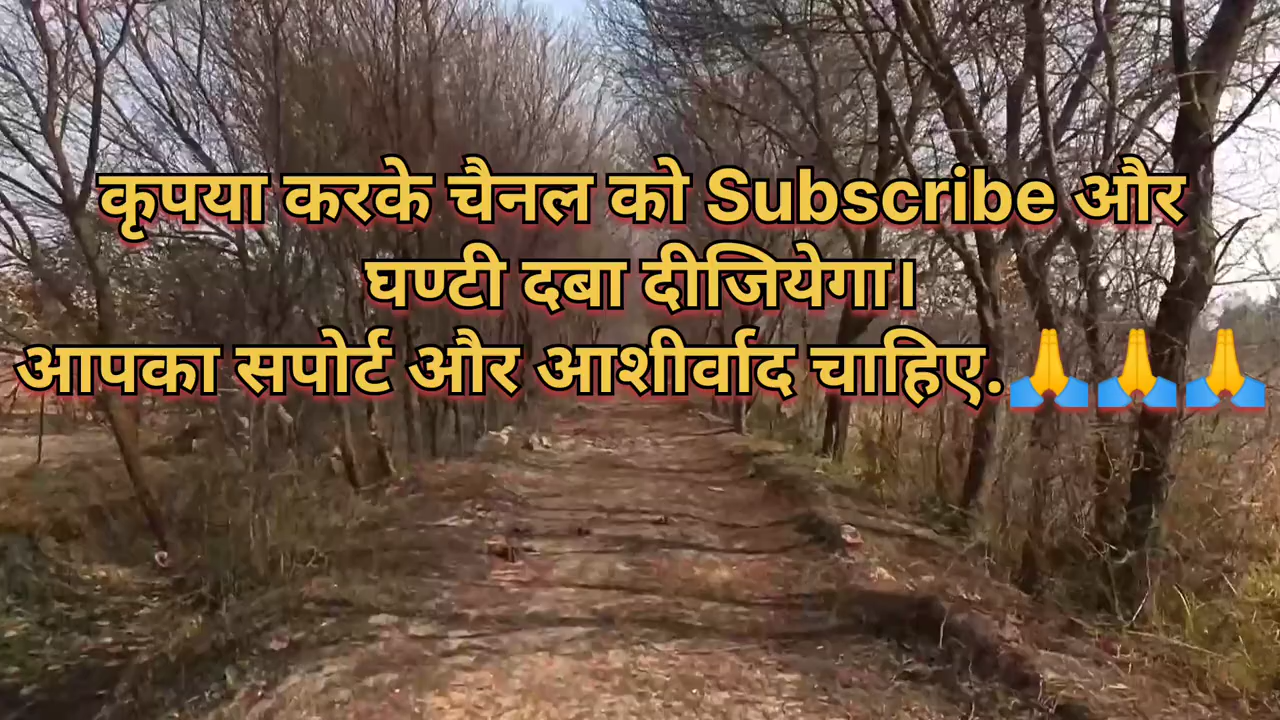 कृपया करके चैनल को Subscribe और
घण्टी दबा दीजियेगा।
आपका सपोर्ट और आशीर्वाद चाहिए.🙏🙏🙏